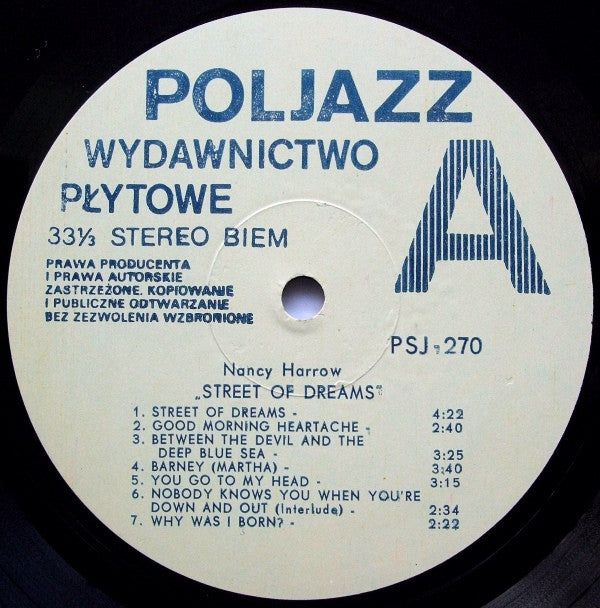 POLJAZZ
WYDAWNICTWO
PŁYTOWE
A
33⅓ STEREO BIEM
PRAWA PRODUCENTA
I PRAWA AUTORSKIE
ZASTRZEŻONE. KOPIOWANIE
I PUBLICZNE ODTWARZANIE
BEZ ZEZWOLENIA WZBRONIONE
PSJ-270
Nancy Harrow
„STREET OF DREAMS"
1. STREET OF DREAMS - 4:22
2. GOOD MORNING HEARTACHE - 2:40
3. BETWEEN THE DEVIL AND THE
DEEP BLUE SEA - 3:25
4. BARNEY (MARTHA) - 3:40
5. YOU GO TO MY HEAD - 3:15
6. NOBODY KNOWS YOU WHEN YOU'RE
DOWN AND OUT (Interlude) - 2:34
7. WHY WAS I BORN? - 2:22